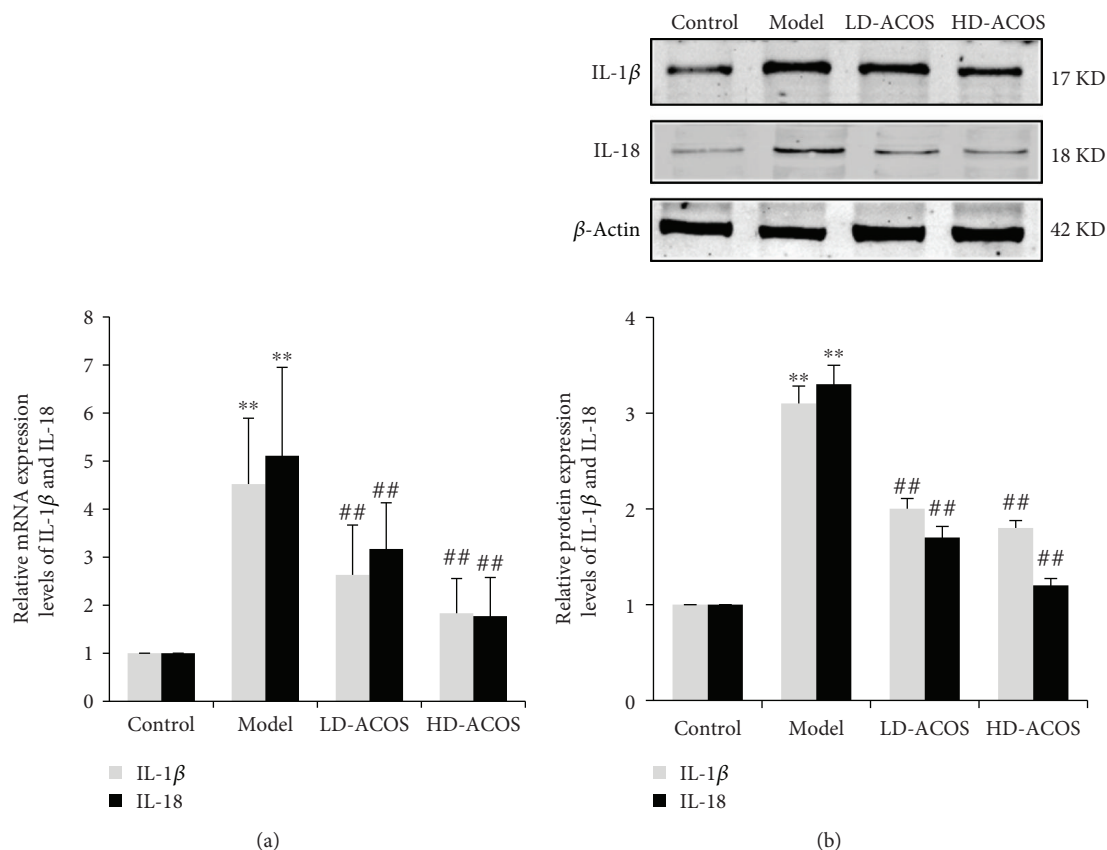 Control Model LD-ACOS HD-ACOS
IL-1β 17 KD
IL-18 18 KD
β-Actin 42 KD
Relative mRNA expression
levels of IL-1β and IL-18
8
7
6
5
4
3
2
1
0
**
**
##
##
##
##
Control Model LD-ACOS HD-ACOS
IL-1β
IL-18
(a)
Relative protein expression
levels of IL-1β and IL-18
4
3
2
1
0
**
**
##
##
##
##
Control Model LD-ACOS HD-ACOS
IL-1β
IL-18
(b)